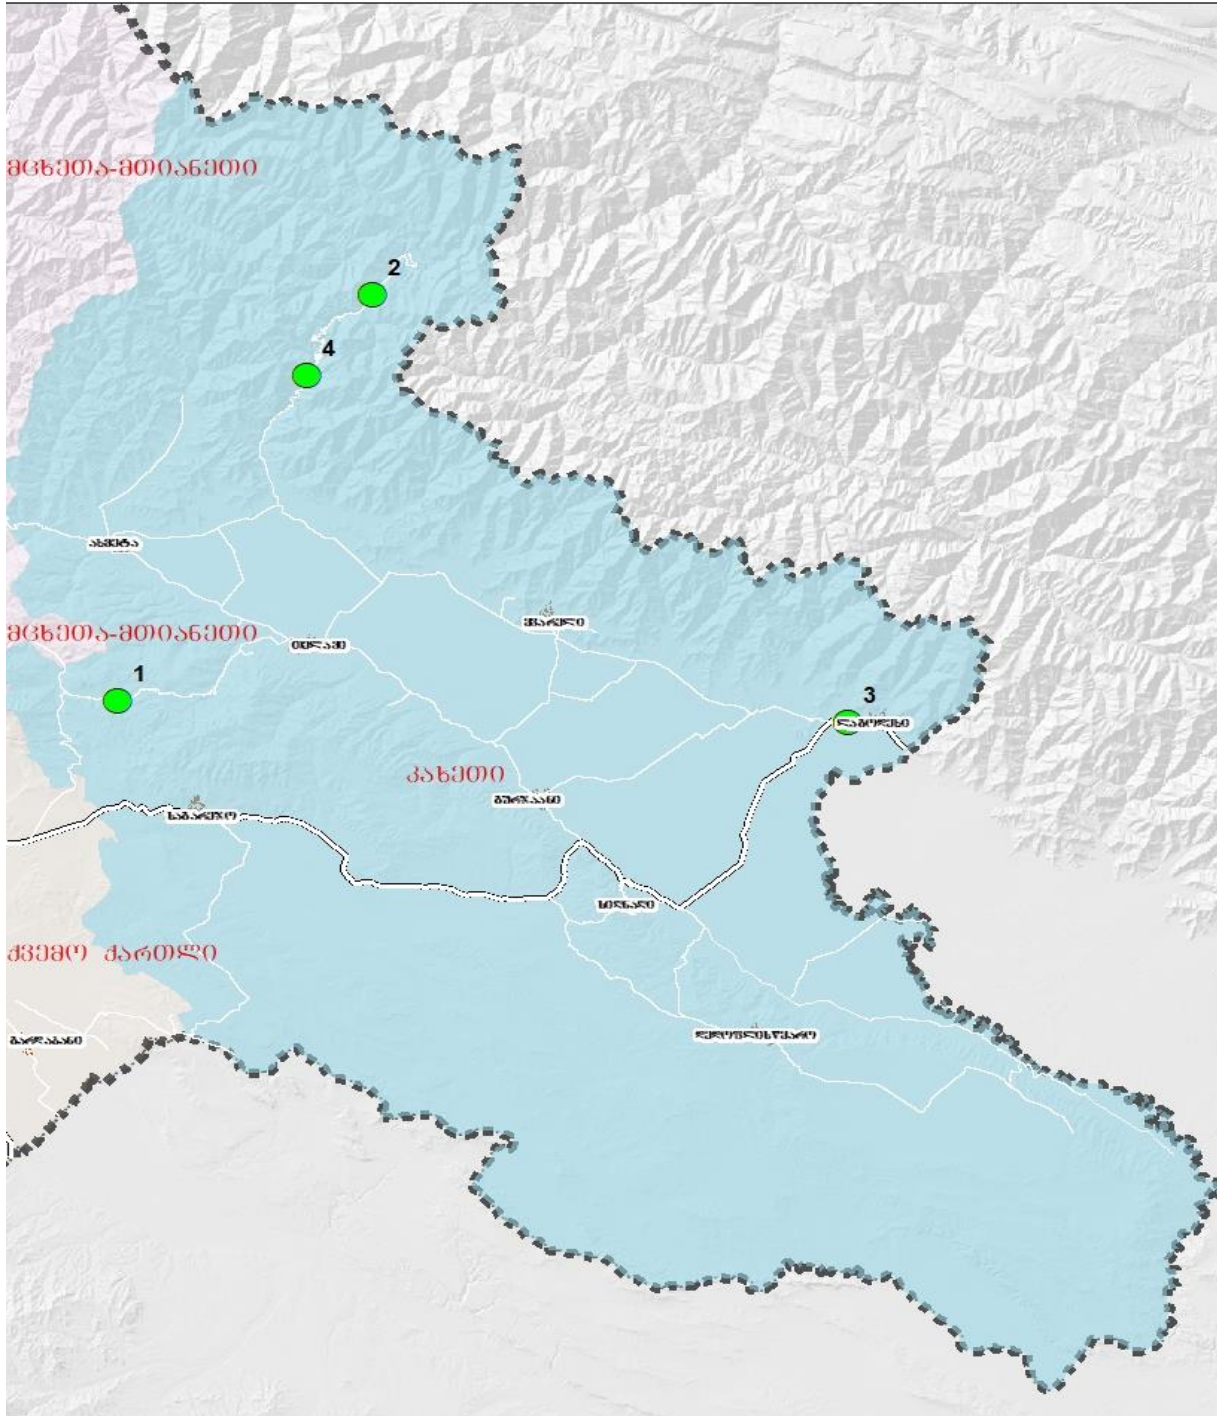 მცხეთა-მთიანეთი
2
4
ახმეტა
ყვარელი
მცხეთა-მთიანეთი
თელავი
1
3
ლაგოდეხი
კახეთი
გურჯაანი
საგარეჯო
სიღნაღი
ქვემო ქართლი
დედოფლისწყარო
გარდაბანი